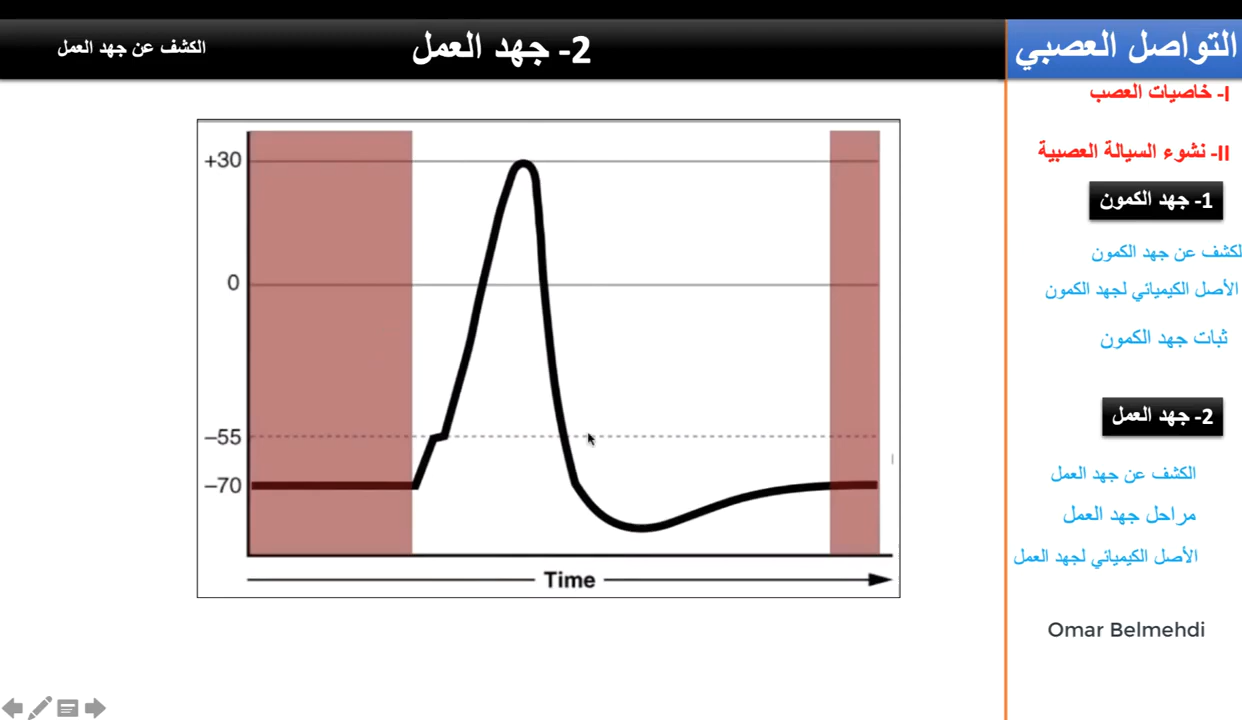 التواصل العصبي
2- جهد العمل
الكشف عن جهد العمل
I- خاصيات العصب
II- نشوء السيالة العصبية
1- جهد الكمون
لكشف عن جهد الكمون
الأصل الكيميائي لجهد الكمون
ثبات جهد الكمون
2- جهد العمل
الكشف عن جهد العمل
مراحل جهد العمل
الأصل الكيميائي لجهد العمل
Omar Belmehdi
+30
0
–55
–70
Time